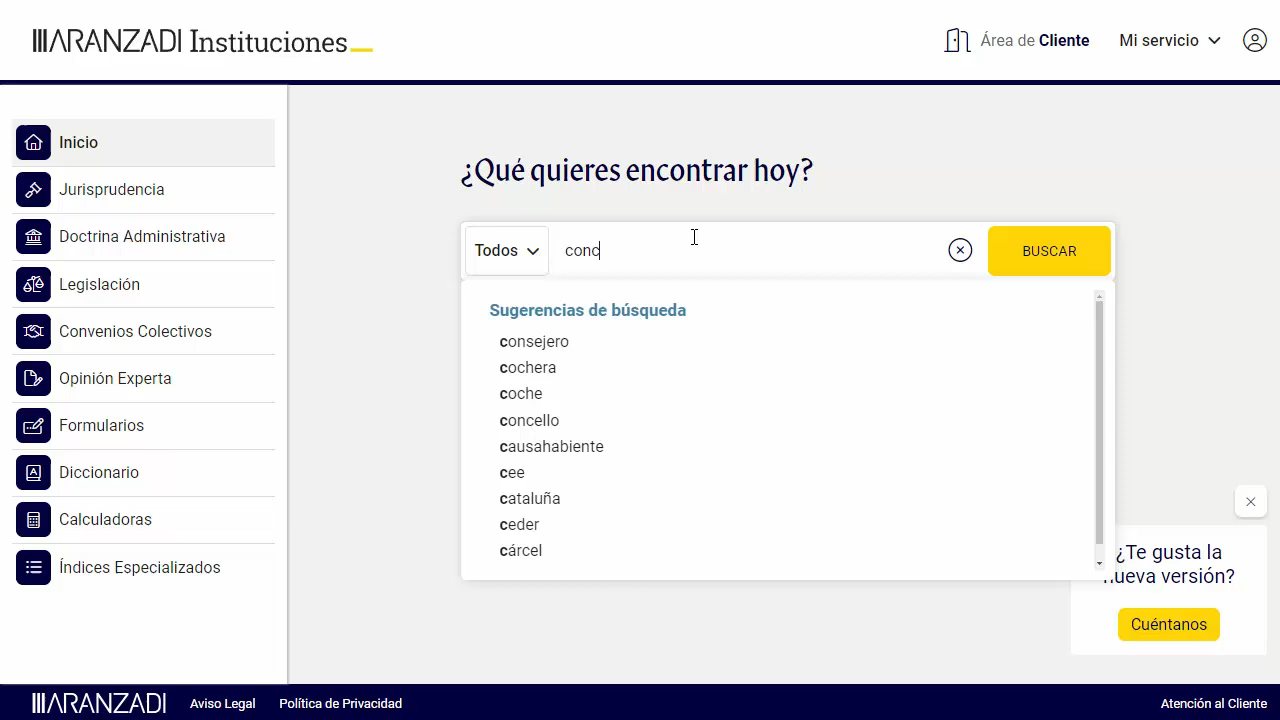 ARANZADI Instituciones
Área de Cliente
Mi servicio
Inicio
Jurisprudencia
Doctrina Administrativa
Legislación
Convenios Colectivos
Opinión Experta
Formularios
Diccionario
Calculadoras
Índices Especializados
¿Qué quieres encontrar hoy?
Todos
conc
BUSCAR
Sugerencias de búsqueda
consejero
cochera
coche
concello
causahabiente
cee
cataluña
ceder
cárcel
¿Te gusta la
nueva versión?
Cuéntanos
ARANZADI
Aviso Legal
Política de Privacidad
Atención al Cliente